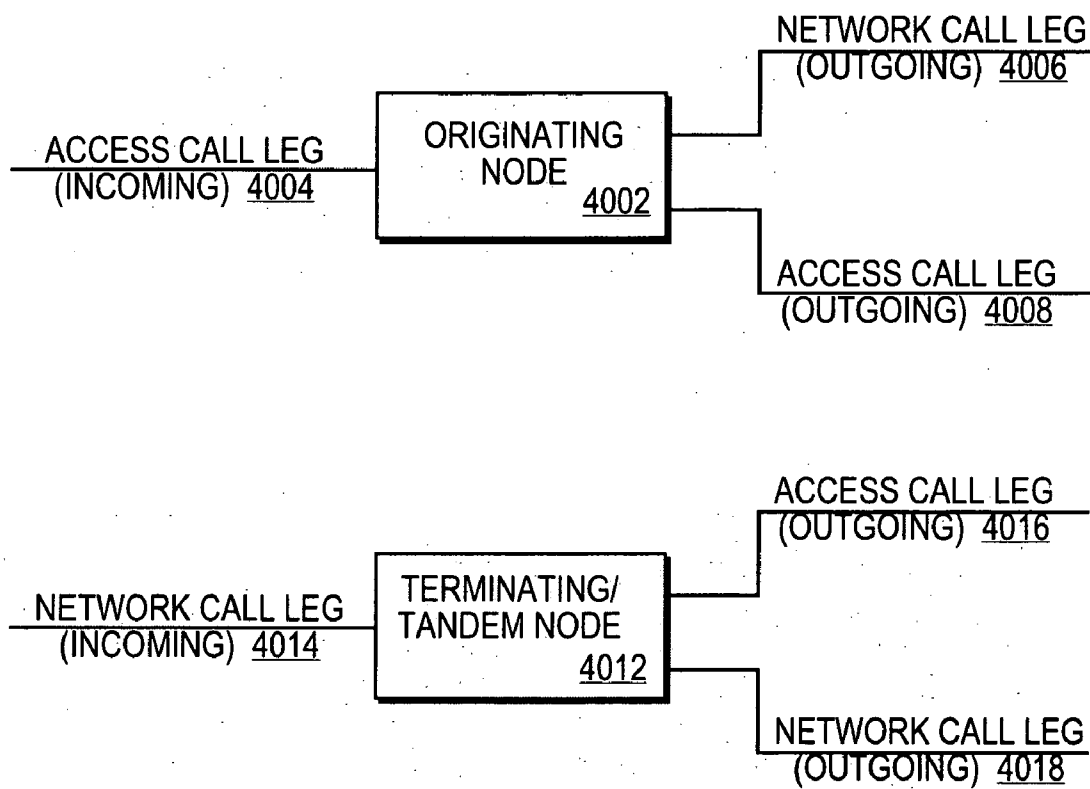 NETWORK CALL LEG
(OUTGOING) 4006
ACCESS CALL LEG
(INCOMING) 4004
ORIGINATING
NODE
4002
ACCESS CALL LEG
(OUTGOING) 4008
ACCESS CALL LEG
(OUTGOING) 4016
NETWORK CALL LEG
(INCOMING) 4014
TERMINATING/
TANDEM NODE
4012
NETWORK CALL LEG
(OUTGOING) 4018